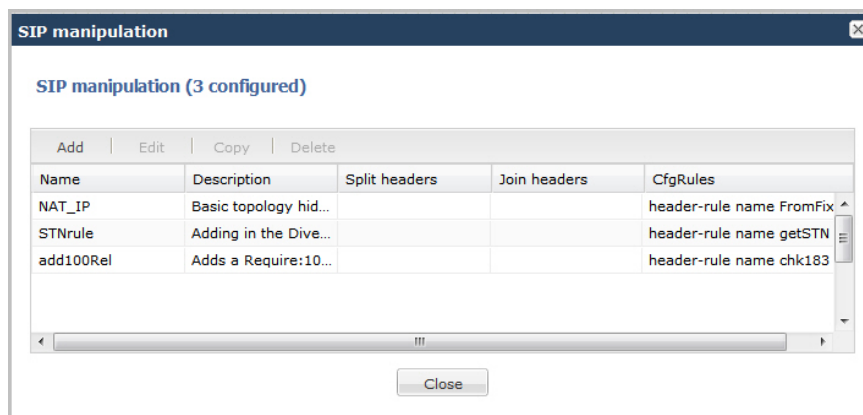 SIP manipulation
SIP manipulation (3 configured)
Add Edit Copy Delete
Name Description Split headers Join headers CfgRules
NAT_IP Basic topology hid... header-rule name FromFix
STNrule Adding in the Dive... header-rule name getSTN
add100Rel Adds a Require:10... header-rule name chk183
Close